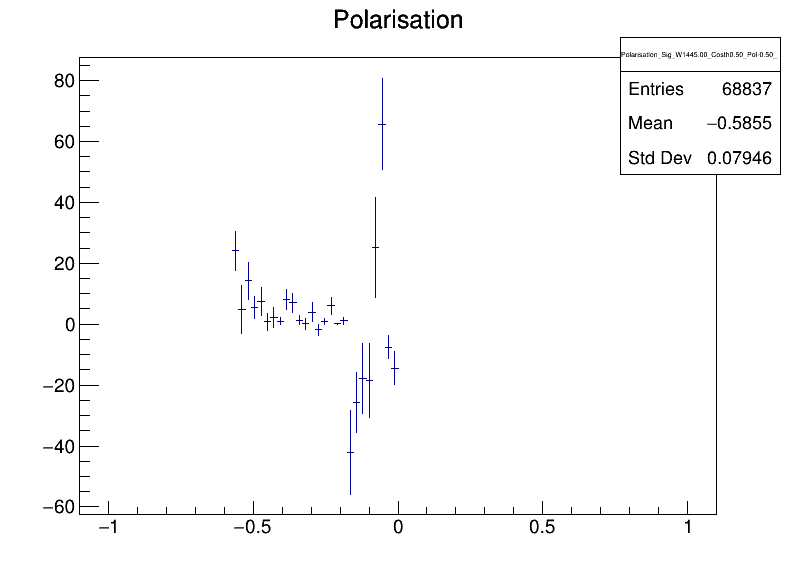 Polarisation
Polarisation_Sig_W1445.00_Costh0.50_Pol-0.50_
Entries 68837
Mean −0.5855
Std Dev 0.07946
80
60
40
20
0
−20
−40
−60
−1 −0.5 0 0.5 1